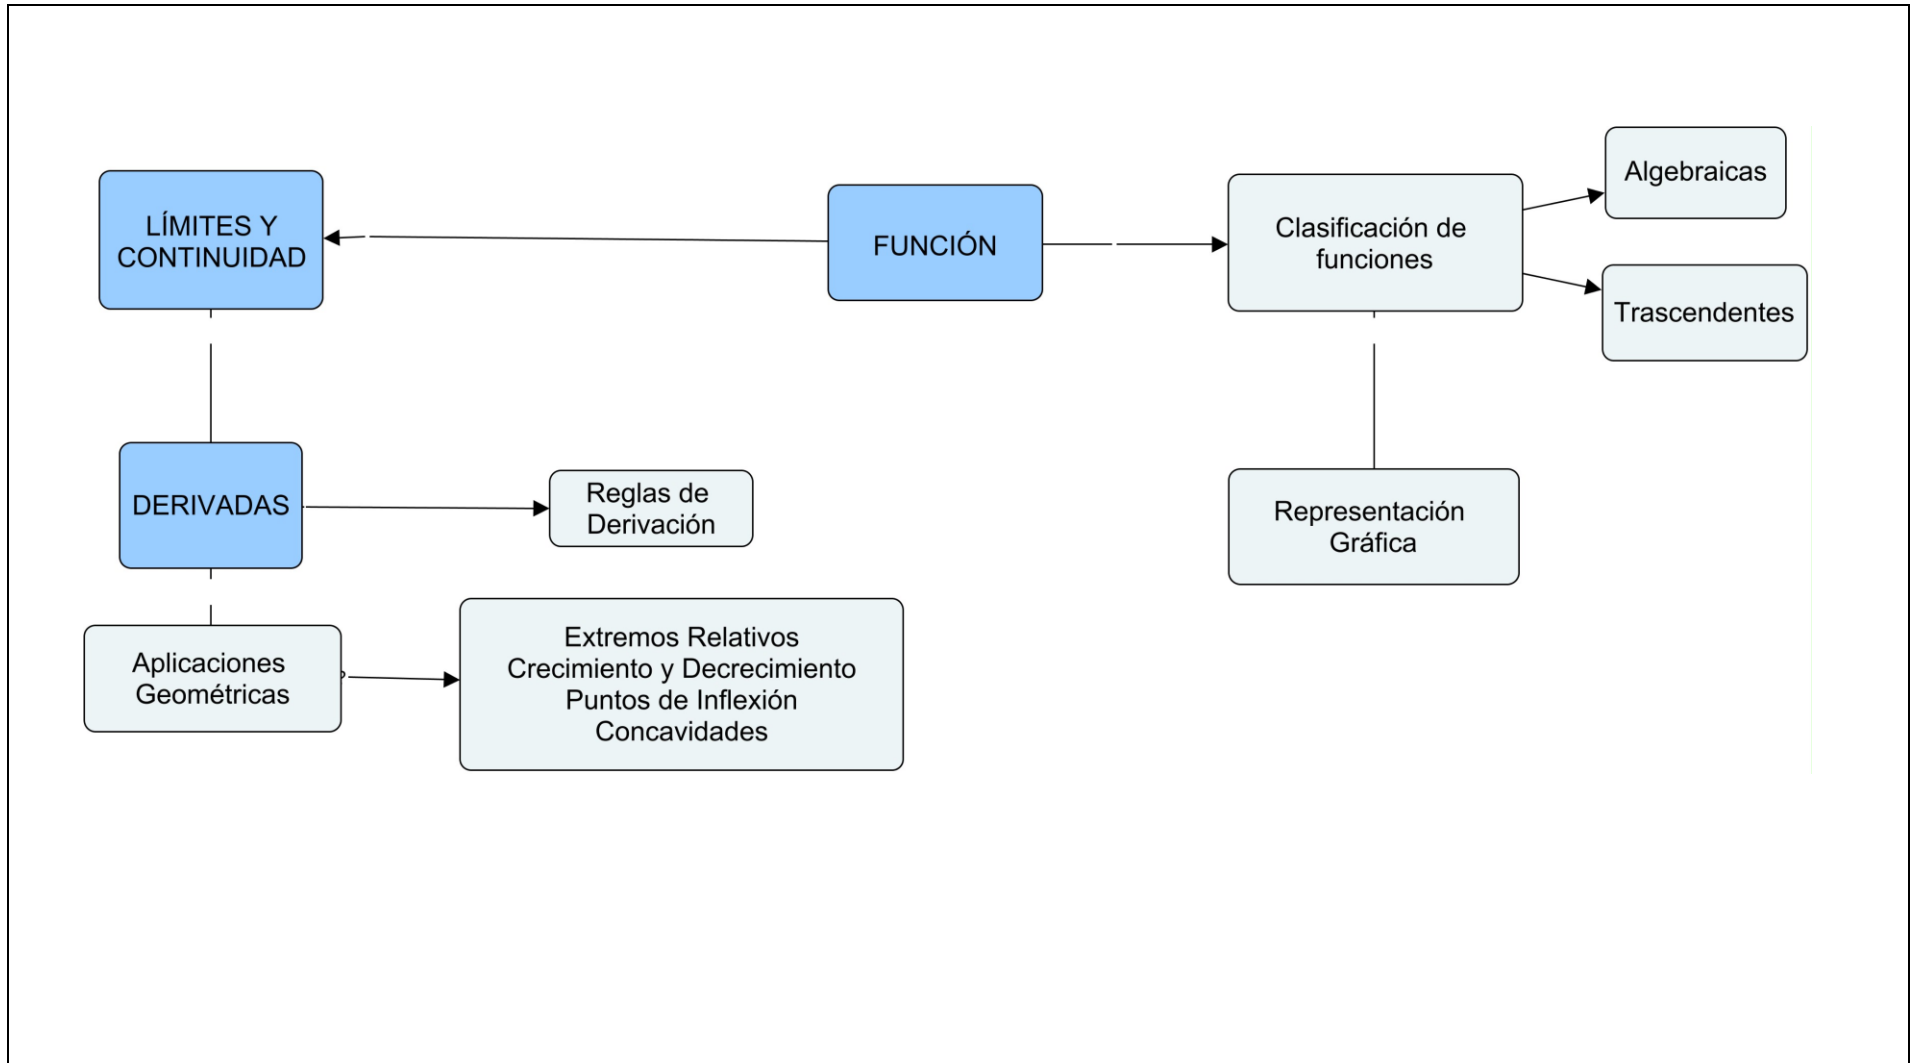 LÍMITES Y
CONTINUIDAD
FUNCIÓN
Clasificación de
funciones
Algebraicas
Trascendentes
DERIVADAS
Reglas de
Derivación
Representación
Gráfica
Aplicaciones
Geométricas
Extremos Relativos
Crecimiento y Decrecimiento
Puntos de Inflexión
Concavidades